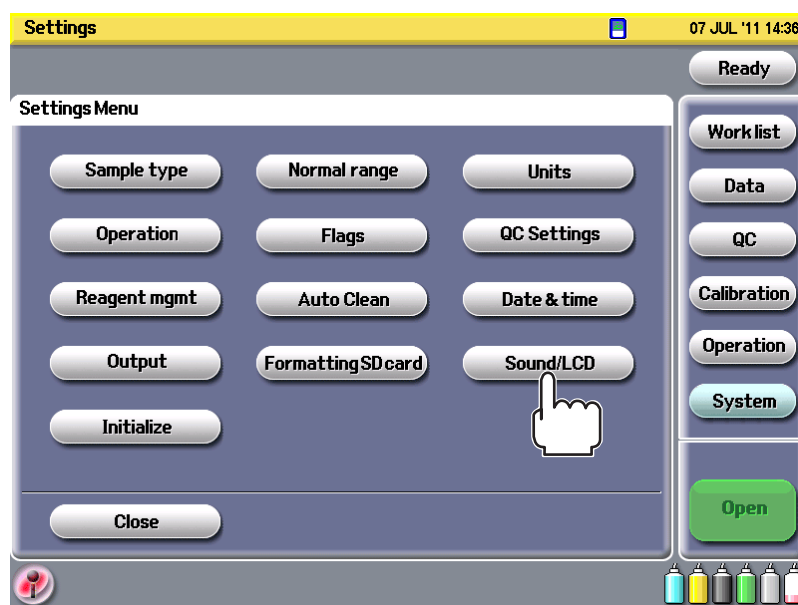 Settings
07 JUL '11 14:36
Ready
Settings Menu
Work list
Sample type
Normal range
Units
Data
Operation
Flags
QC Settings
QC
Reagent mgmt
Auto Clean
Date & time
Calibration
Output
Formatting SD card
Sound/LCD
Operation
System
Initialize
Close
Open